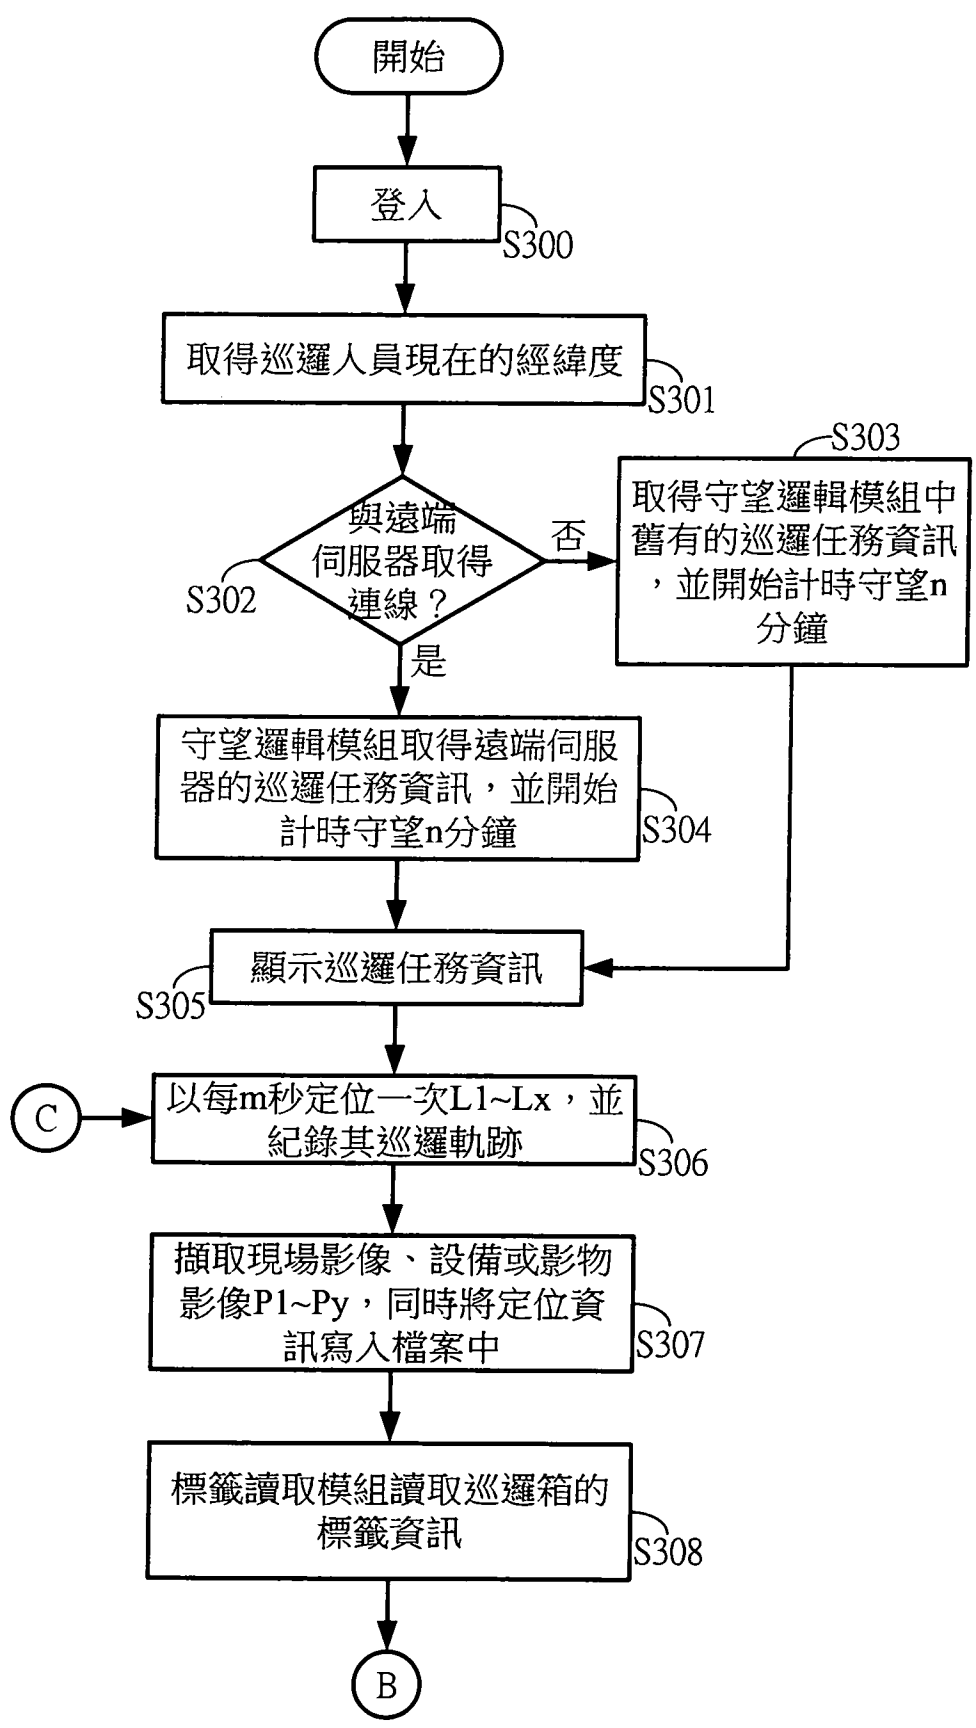 開始
登入
S300
取得巡邏人員現在的經緯度
S301
與遠端
伺服器取得
連線？
S302
否
S303
取得守望邏輯模組中
舊有的巡邏任務資訊
，並開始計時守望n
分鐘
是
守望邏輯模組取得遠端伺服
器的巡邏任務資訊，並開始
計時守望n分鐘
S304
顯示巡邏任務資訊
S305
C
以每m秒定位一次L1~Lx，並
紀錄其巡邏軌跡
S306
擷取現場影像、設備或影物
影像P1~Py，同時將定位資
訊寫入檔案中
S307
標籤讀取模組讀取巡邏箱的
標籤資訊
S308
B